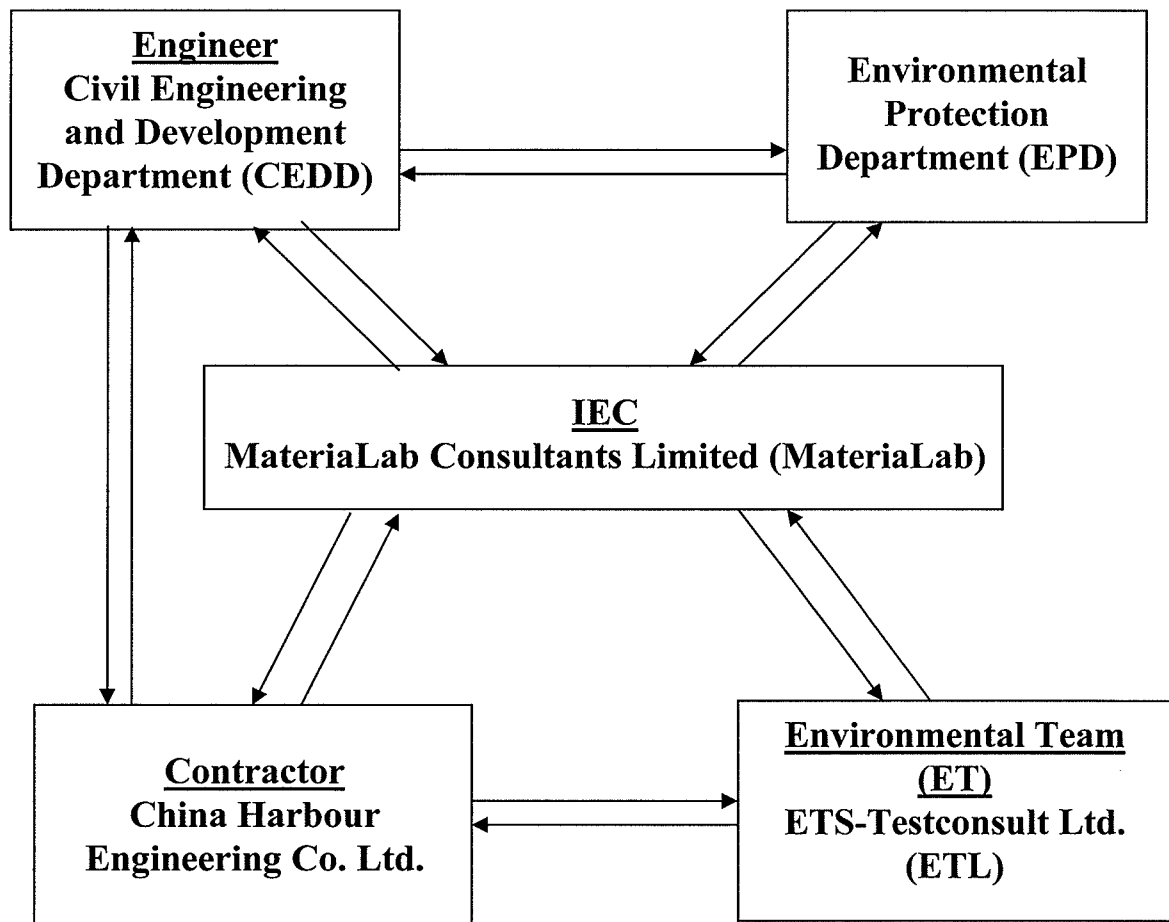 Engineer
Civil Engineering
and Development
Department (CEDD)
Environmental
Protection
Department (EPD)
IEC
MateriaLab Consultants Limited (MateriaLab)
Contractor
China Harbour
Engineering Co. Ltd.
Environmental Team
(ET)
ETS-Testconsult Ltd.
(ETL)